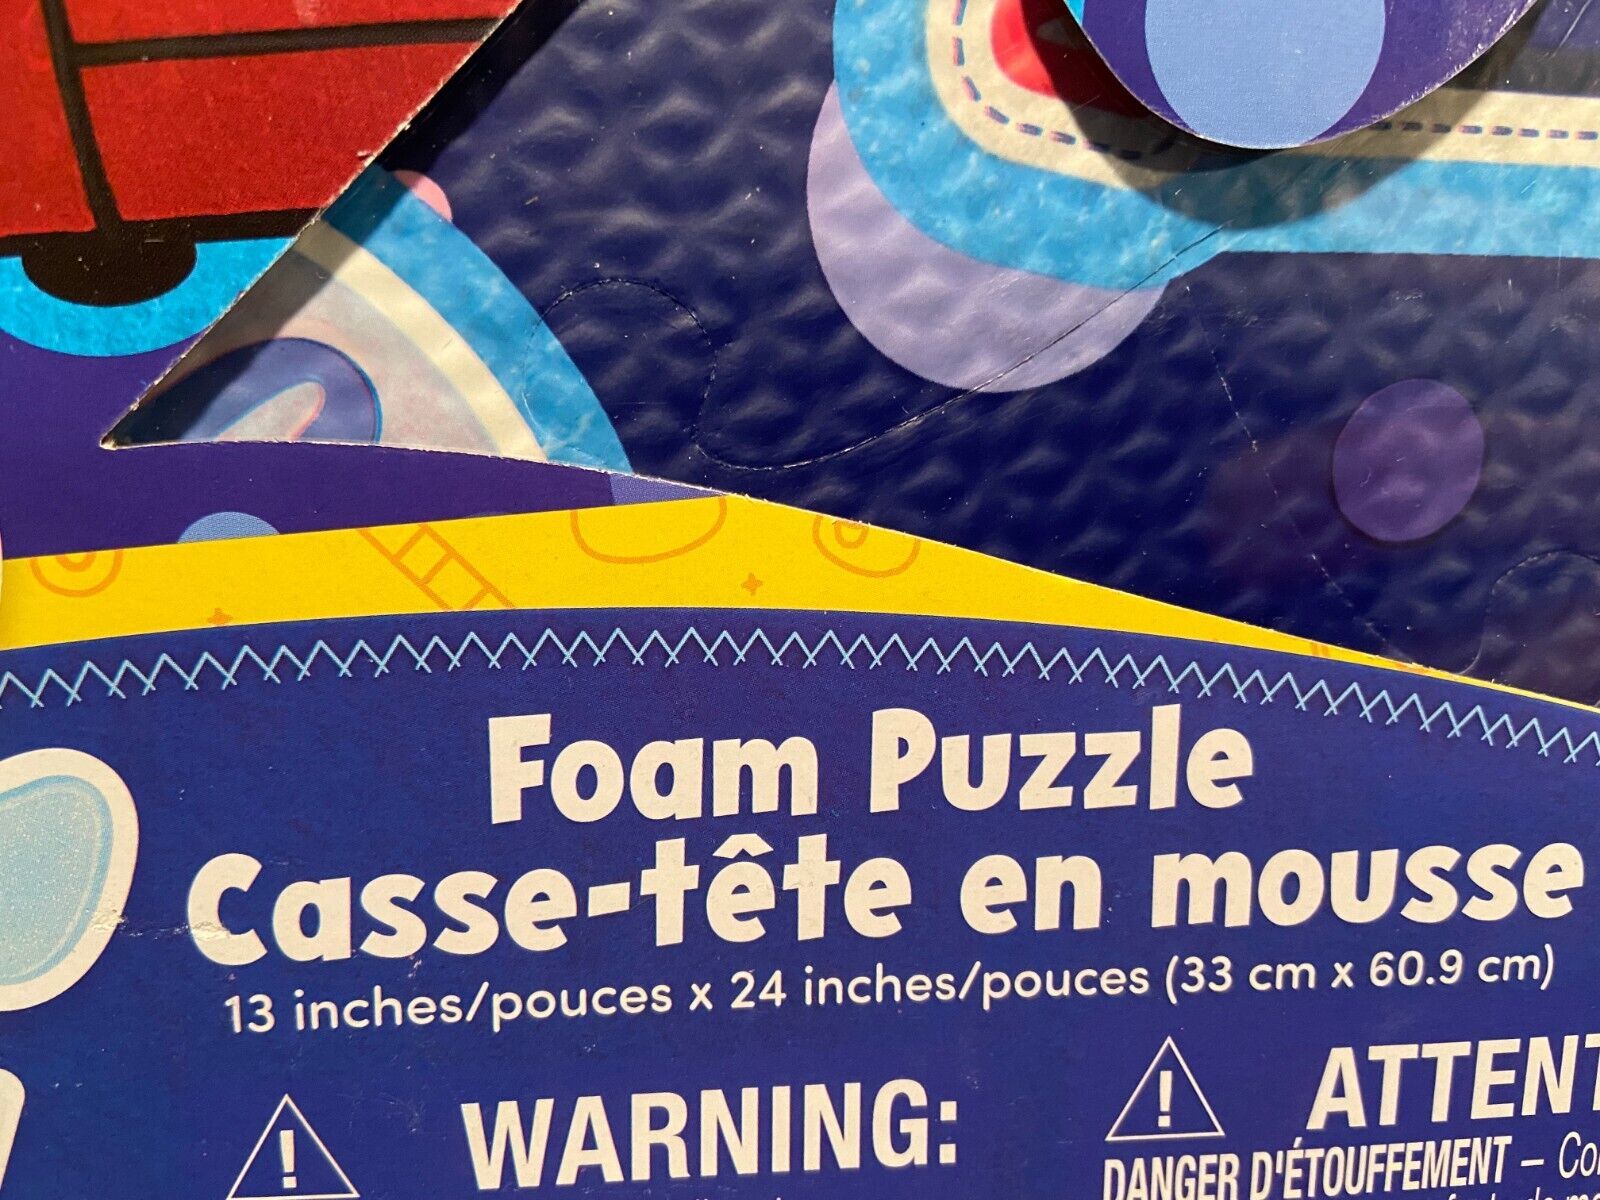 Foam Puzzle
Casse-tête en mousse
13 inches/pouces x 24 inches/pouces (33 cm x 60.9 cm)
WARNING:
ATTENT
DANGER D'ÉTOUFFEMENT – Co